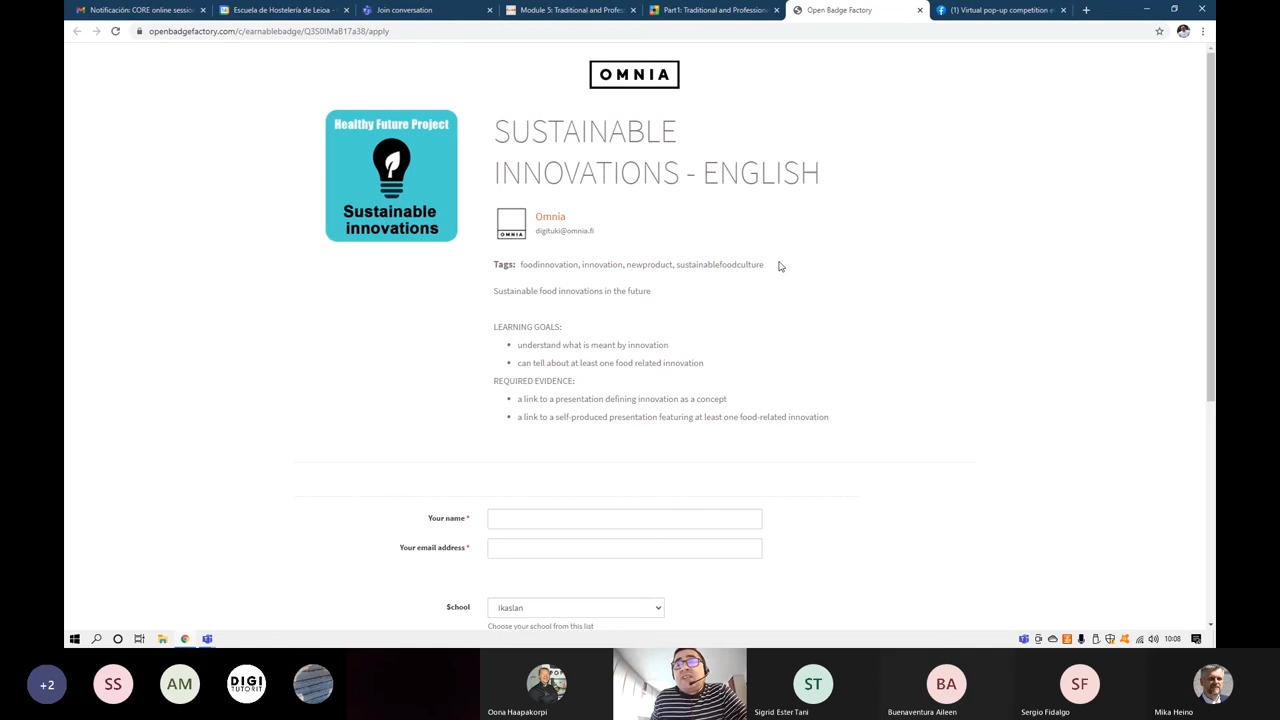 Notificación: CORE online sessio
Escuela de Hostelería de Leioa -
Join conversation
Module 5: Traditional and Profes
Part1: Traditional and Profession
Open Badge Factory
(1) Virtual pop-up competition e
openbadgefactory.com/c/earnablebadge/Q3S0IMaB17a38/apply
OMNIA
Healthy Future Project
Sustainable
innovations
SUSTAINABLE
INNOVATIONS - ENGLISH
OMNIA
Omnia
digituki@omnia.fi
Tags: foodinnovation, innovation, newproduct, sustainablefoodculture
Sustainable food innovations in the future
LEARNING GOALS:
• understand what is meant by innovation
• can tell about at least one food related innovation
REQUIRED EVIDENCE:
• a link to a presentation defining innovation as a concept
• a link to a self-produced presentation featuring at least one food-related innovation
Your name *
Your email address *
School
Ikaslan
Choose your school from this list
10:08
+2
SS
AM
DIGI
TUTORIT
ST
BA
SF
Oona Haapakorpi
Sigrid Ester Tani
Buenaventura Aileen
Sergio Fidalgo
Mika Heino